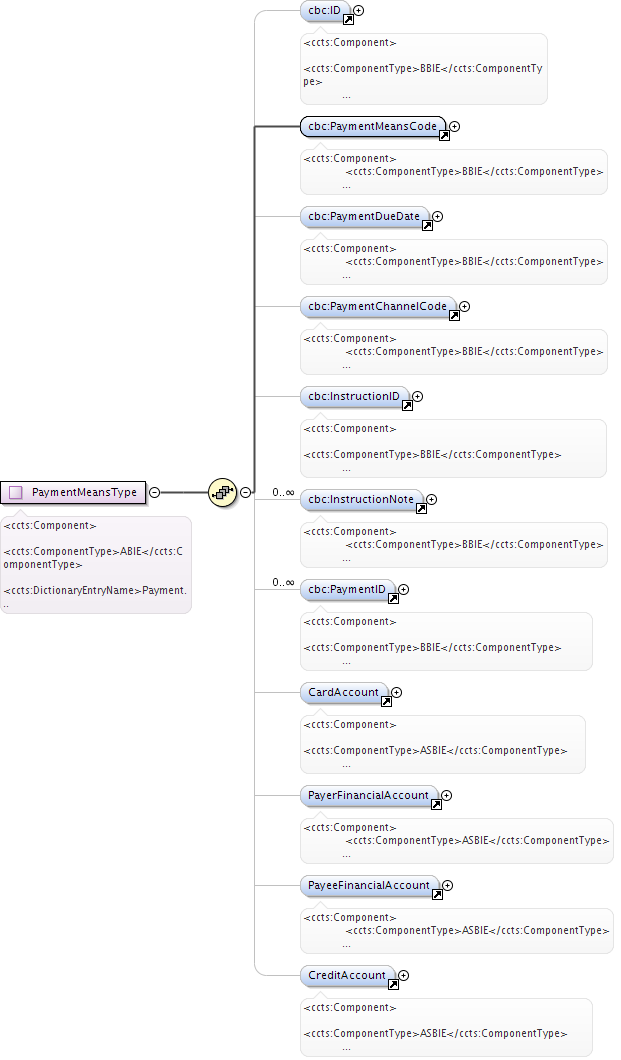 cbc:ID
<ccts:Component>
<ccts:ComponentType>BBIE</ccts:ComponentTy
pe>
...
cbc:PaymentMeansCode
<ccts:Component>
<ccts:ComponentType>BBIE</ccts:ComponentType>
...
cbc:PaymentDueDate
<ccts:Component>
<ccts:ComponentType>BBIE</ccts:ComponentType>
...
cbc:PaymentChannelCode
<ccts:Component>
<ccts:ComponentType>BBIE</ccts:ComponentType>
...
cbc:InstructionID
<ccts:Component>
<ccts:ComponentType>BBIE</ccts:ComponentType>
...
PaymentMeansType
<ccts:Component>
<ccts:ComponentType>ABIE</ccts:C
omponentType>
<ccts:DictionaryEntryName>Payment.
..
0..∞
cbc:InstructionNote
<ccts:Component>
<ccts:ComponentType>BBIE</ccts:ComponentType>
...
0..∞
cbc:PaymentID
<ccts:Component>
<ccts:ComponentType>BBIE</ccts:ComponentType>
...
CardAccount
<ccts:Component>
<ccts:ComponentType>ASBIE</ccts:ComponentType>
...
PayerFinancialAccount
<ccts:Component>
<ccts:ComponentType>ASBIE</ccts:ComponentType>
...
PayeeFinancialAccount
<ccts:Component>
<ccts:ComponentType>ASBIE</ccts:ComponentType>
...
CreditAccount
<ccts:Component>
<ccts:ComponentType>ASBIE</ccts:ComponentType>
...